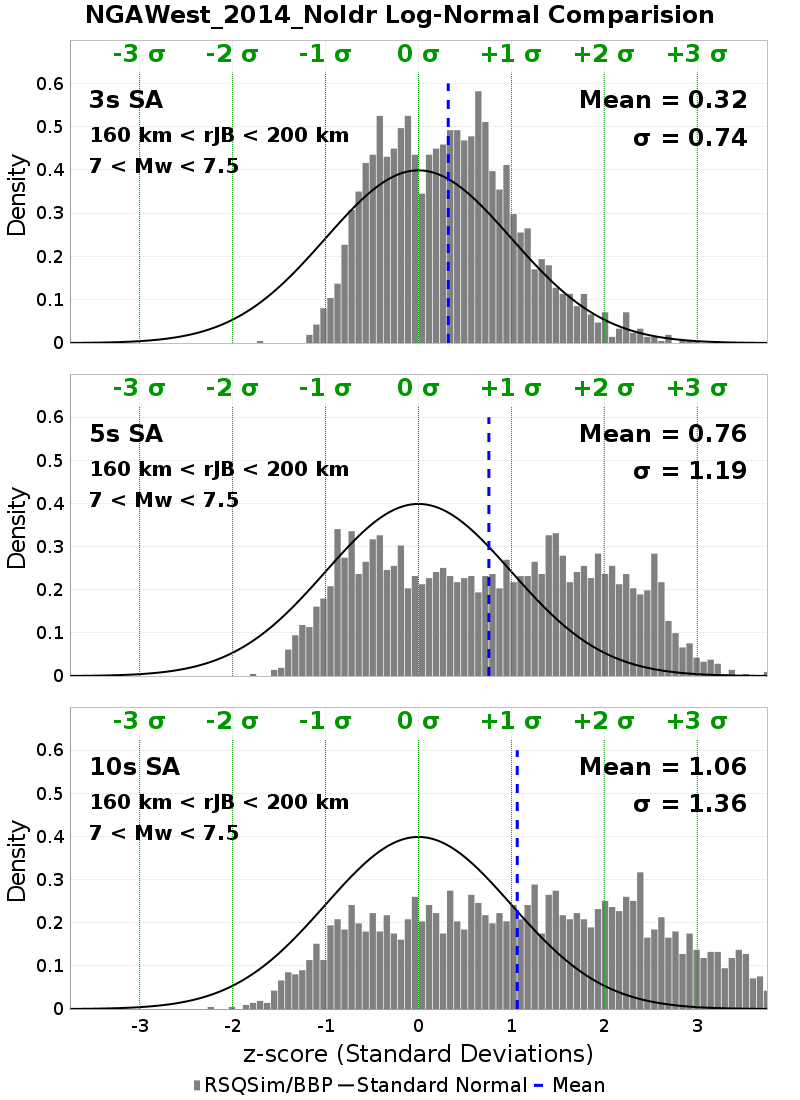 NGAWest_2014_NoIdr Log-Normal Comparision
-3 σ -2 σ -1 σ 0 σ +1 σ +2 σ +3 σ
3s SA
160 km < rJB < 200 km
7 < Mw < 7.5
Mean = 0.32
σ = 0.74
Density
0.6
0.5
0.4
0.3
0.2
0.1
0
-3 σ -2 σ -1 σ 0 σ +1 σ +2 σ +3 σ
5s SA
160 km < rJB < 200 km
7 < Mw < 7.5
Mean = 0.76
σ = 1.19
Density
0.6
0.5
0.4
0.3
0.2
0.1
0
-3 σ -2 σ -1 σ 0 σ +1 σ +2 σ +3 σ
10s SA
160 km < rJB < 200 km
7 < Mw < 7.5
Mean = 1.06
σ = 1.36
Density
0.6
0.5
0.4
0.3
0.2
0.1
0
-3 -2 -1 0 1 2 3
z-score (Standard Deviations)
RSQSim/BBP Standard Normal Mean